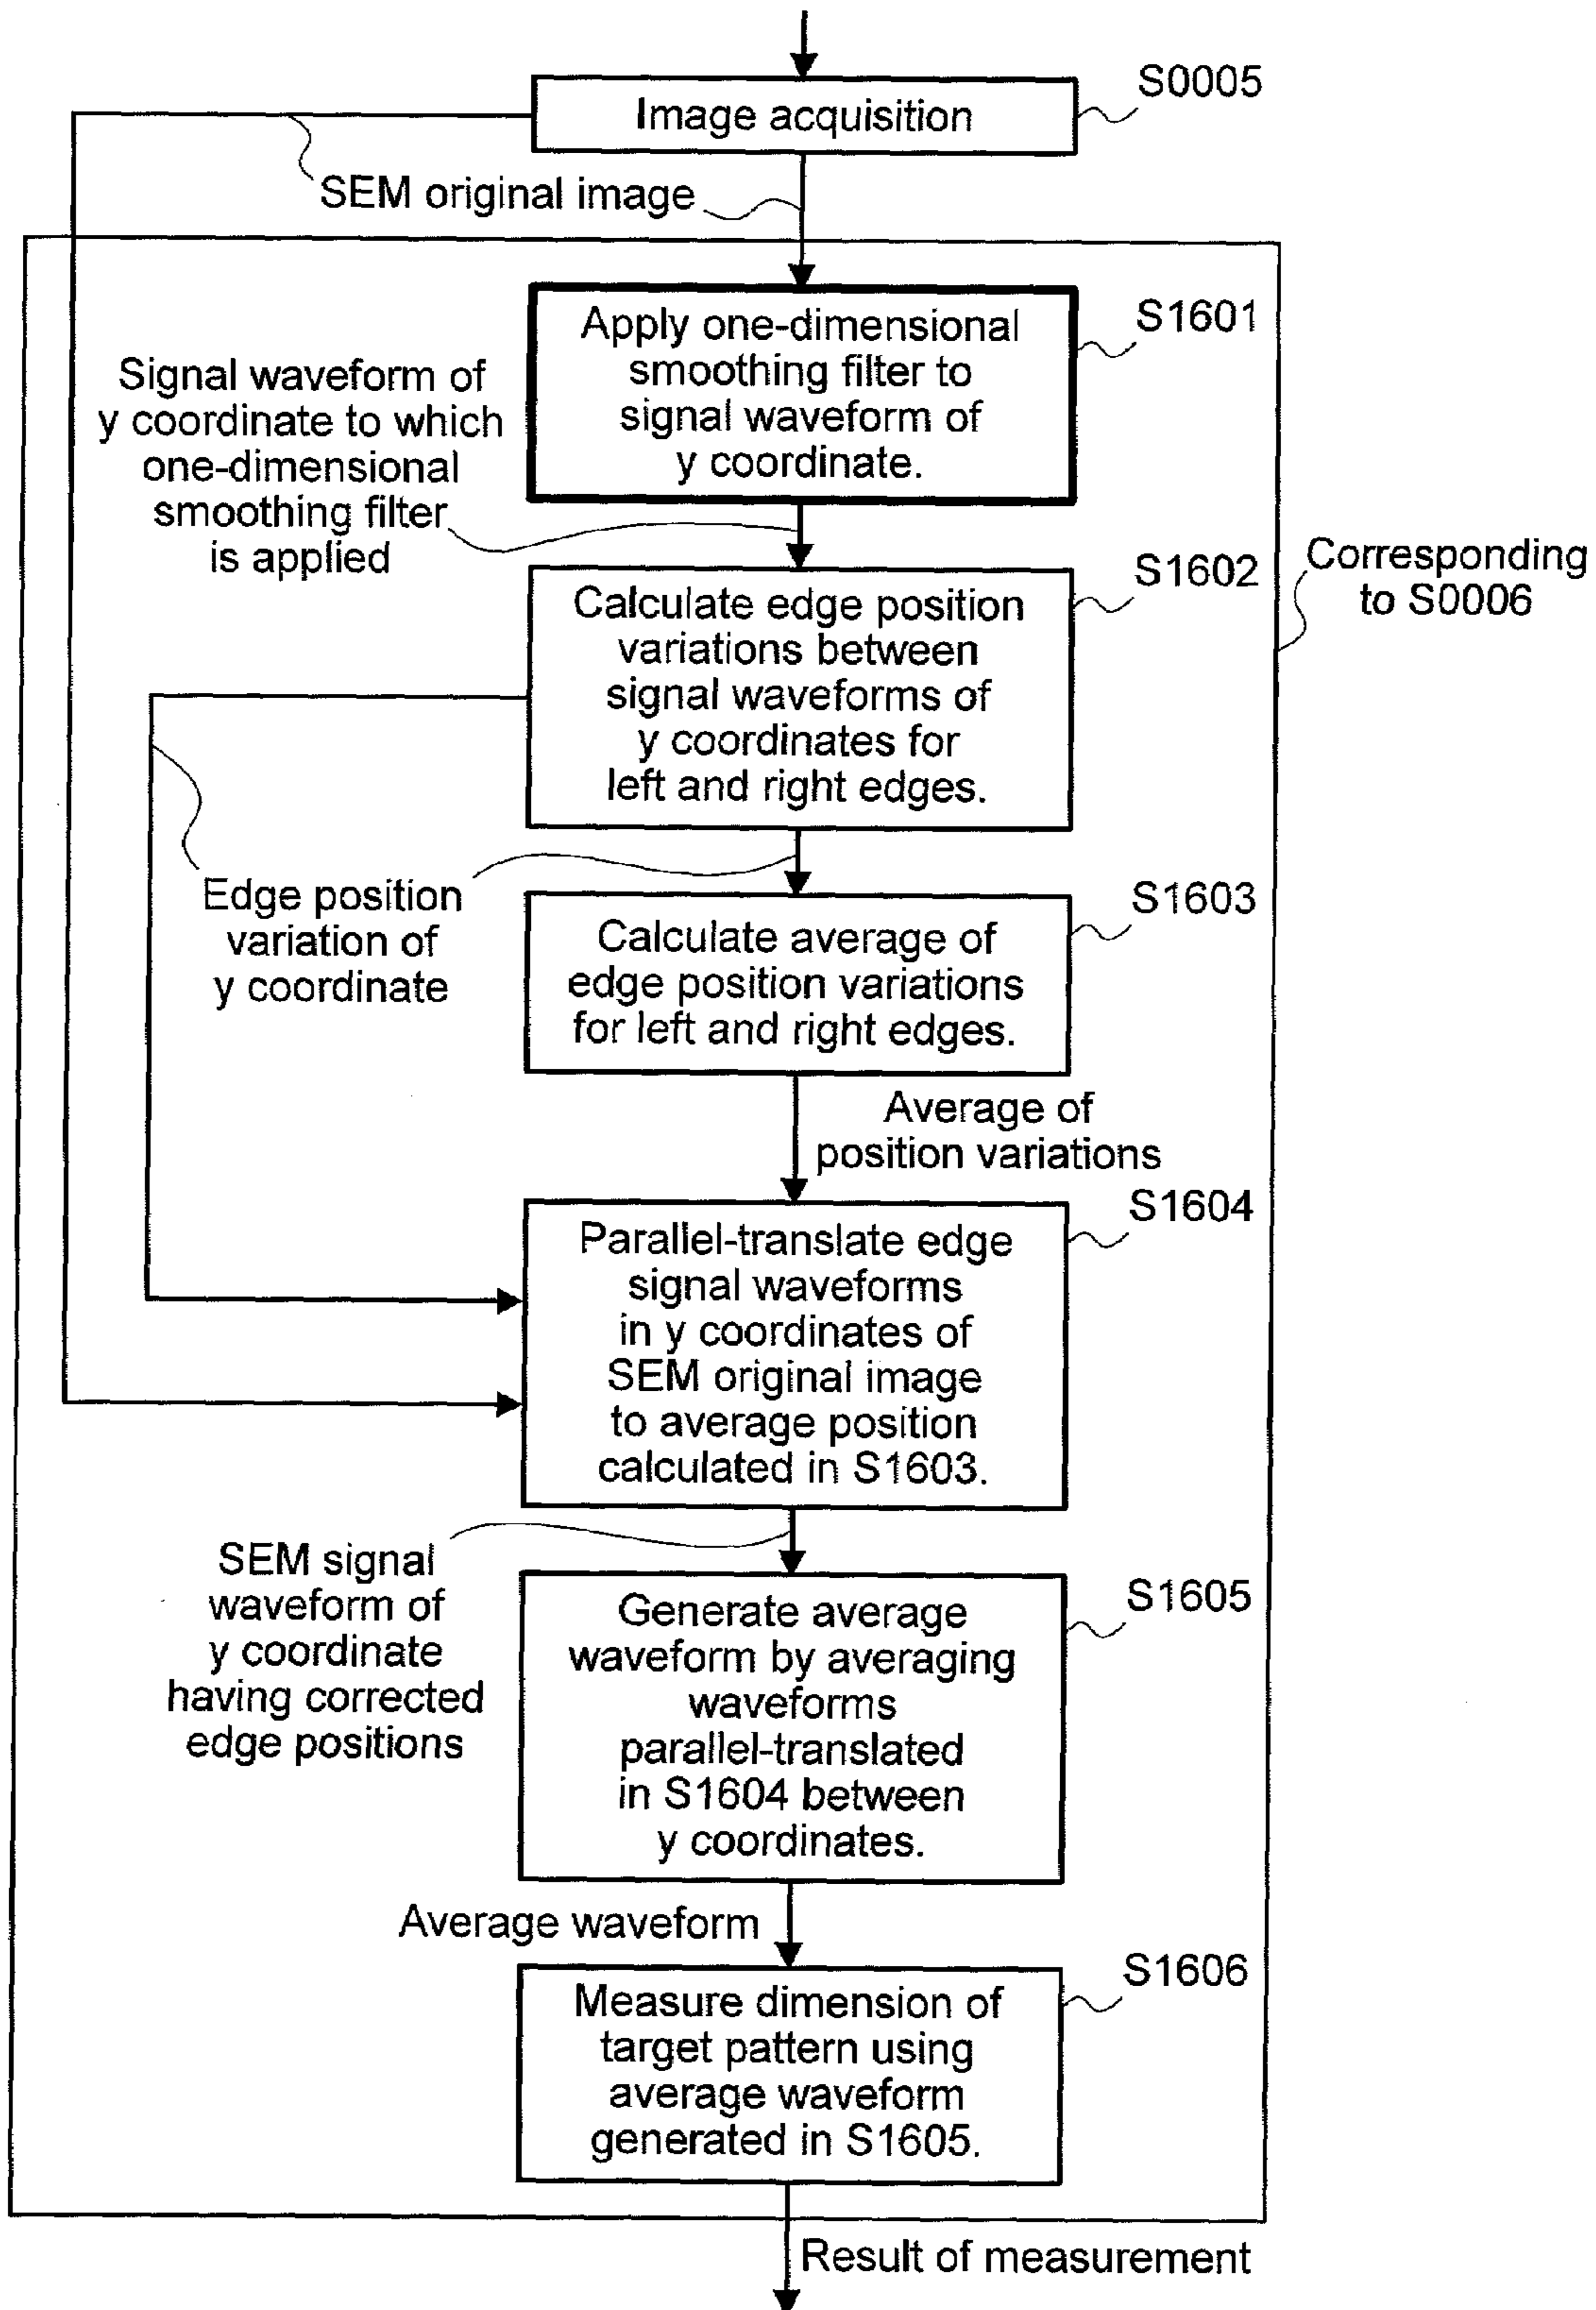 S0005
Image acquisition
SEM original image
S1601
Apply one-dimensional
smoothing filter to
signal waveform of
y coordinate.
Signal waveform of
y coordinate to which
one-dimensional
smoothing filter
is applied
Corresponding
to S0006
S1602
Calculate edge position
variations between
signal waveforms of
y coordinates for
left and right edges.
Edge position
variation of
y coordinate
S1603
Calculate average of
edge position variations
for left and right edges.
Average of
position variations
S1604
Parallel-translate edge
signal waveforms
in y coordinates of
SEM original image
to average position
calculated in S1603.
SEM signal
waveform of
y coordinate
having corrected
edge positions
S1605
Generate average
waveform by averaging
waveforms
parallel-translated
in S1604 between
y coordinates.
Average waveform
S1606
Measure dimension of
target pattern using
average waveform
generated in S1605.
Result of measurement